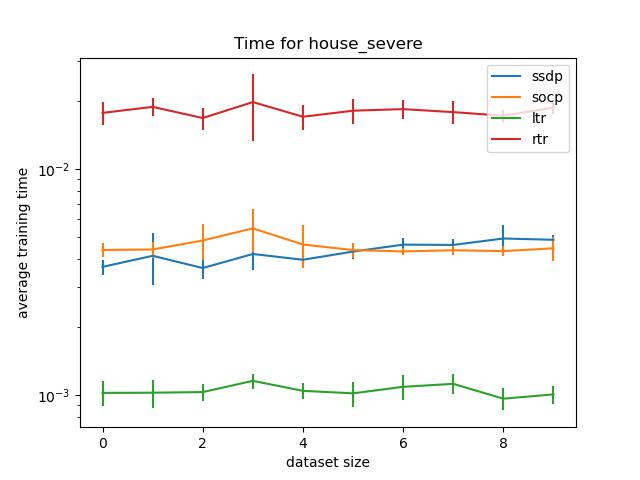 Time for house_severe
ssdp
socp
ltr
rtr
10⁻²
10⁻³
average training time
0 2 4 6 8
dataset size